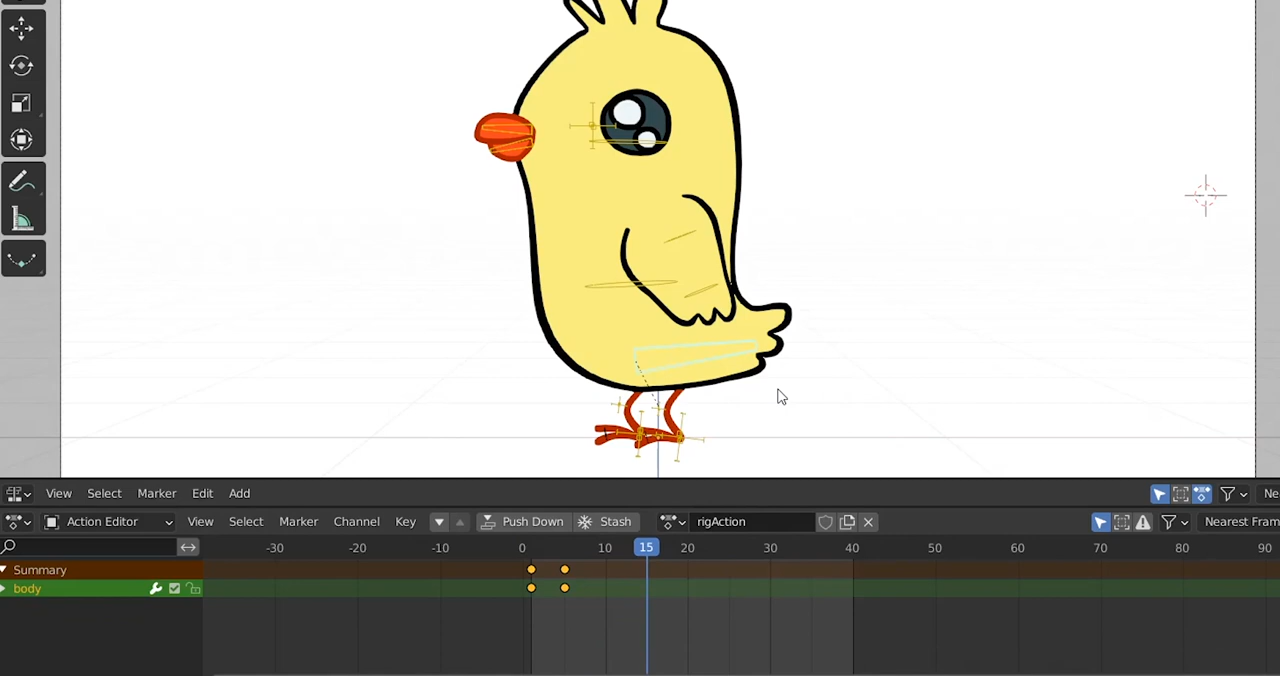 View Select Marker Edit Add Ne
Action Editor View Select Marker Channel Key Push Down Stash rigAction Nearest Fram
-30 -20 -10 0 10 15 20 30 40 50 60 70 80 90
Summary
body